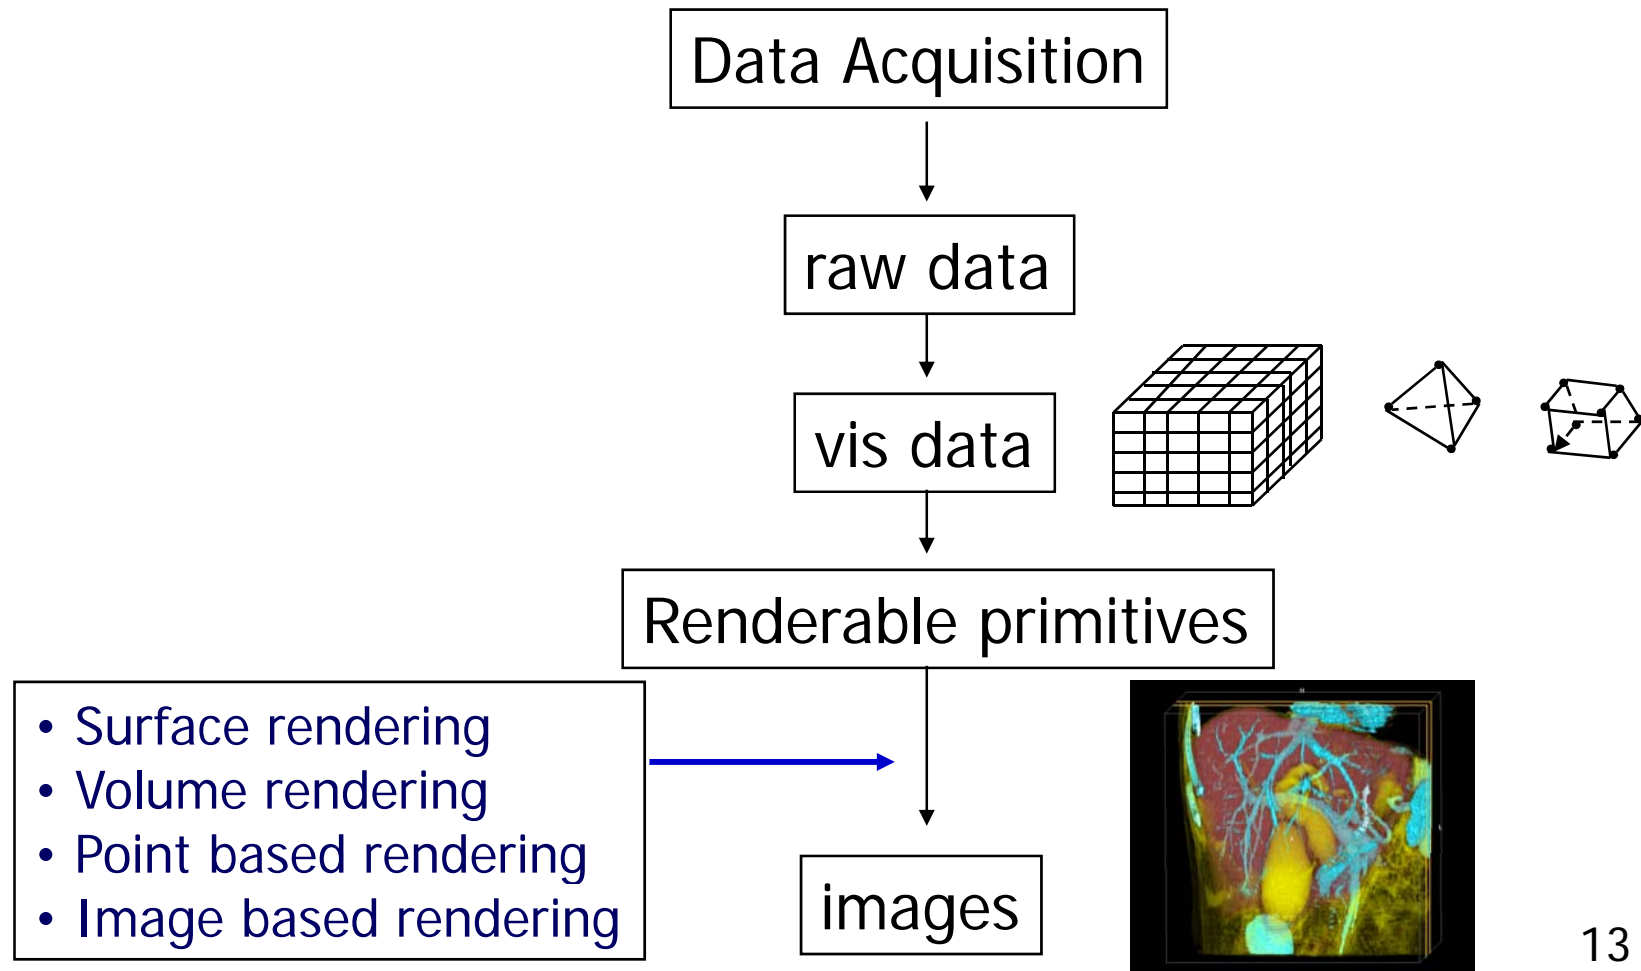 Data Acquisition
raw data
vis data
Renderable primitives
• Surface rendering
• Volume rendering
• Point based rendering
• Image based rendering
images
13